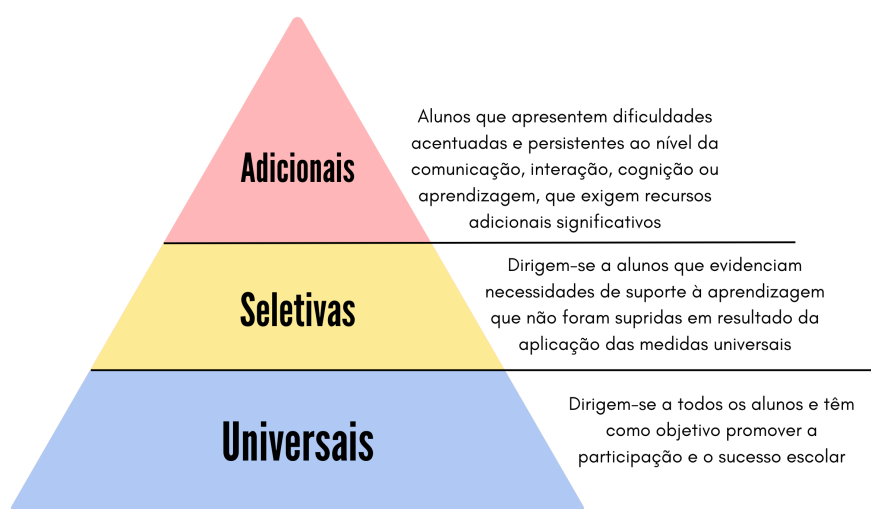 Adicionais
Alunos que apresentem dificuldades
acentuadas e persistentes ao nível da
comunicação, interação, cognição ou
aprendizagem, que exigem recursos
adicionais significativos
Seletivas
Dirigem-se a alunos que evidenciam
necessidades de suporte à aprendizagem
que não foram supridas em resultado da
aplicação das medidas universais
Universais
Dirigem-se a todos os alunos e têm
como objetivo promover a
participação e o sucesso escolar